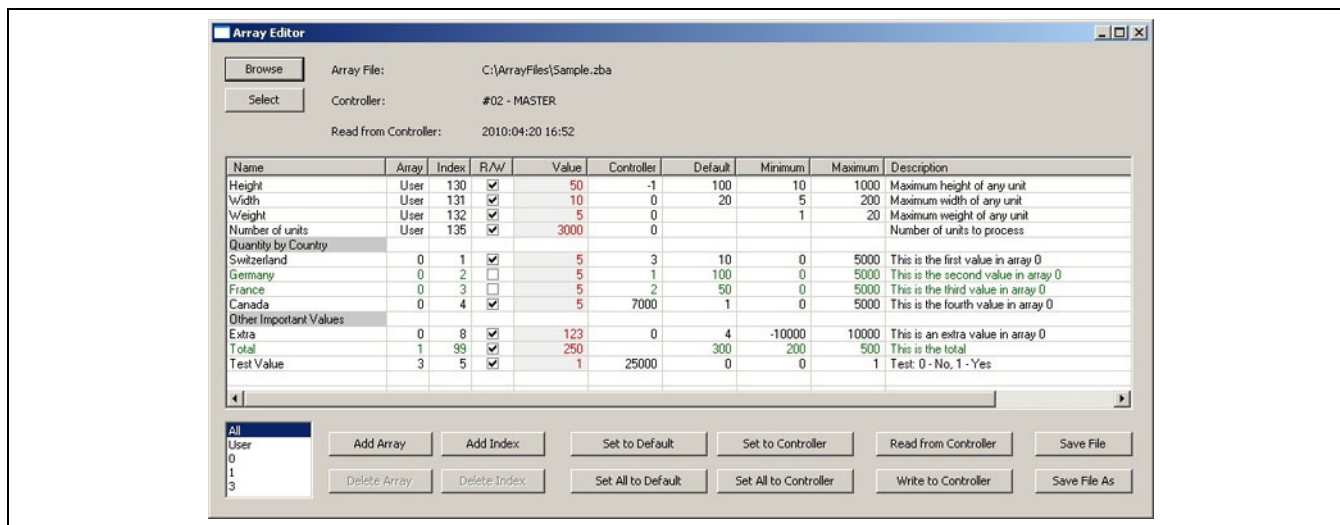 Array Editor
Browse Array File: C:\ArrayFiles\Sample.zba
Select Controller: #02 - MASTER
Read from Controller: 2010:04:20 16:52
Name Array Index R/W Value Controller Default Minimum Maximum Description
Height User 130 50 -1 100 10 1000 Maximum height of any unit
Width User 131 10 0 20 5 200 Maximum width of any unit
Weight User 132 5 0 1 20 Maximum weight of any unit
Number of units User 135 3000 0 Number of units to process
Quantity by Country
Switzerland 0 1 5 3 10 0 5000 This is the first value in array 0
Germany 0 2 5 1 100 0 5000 This is the second value in array 0
France 0 3 5 2 50 0 5000 This is the third value in array 0
Canada 0 4 5 7000 1 0 5000 This is the fourth value in array 0
Other Important Values
Extra 0 8 123 0 4 -10000 10000 This is an extra value in array 0
Total 1 99 250 300 200 500 This is the total
Test Value 3 5 1 25000 0 0 1 Test: 0 - No, 1 - Yes
All
User
0
1
3
Add Array Add Index Set to Default Set to Controller Read from Controller Save File
Delete Array Delete Index Set All to Default Set All to Controller Write to Controller Save File As